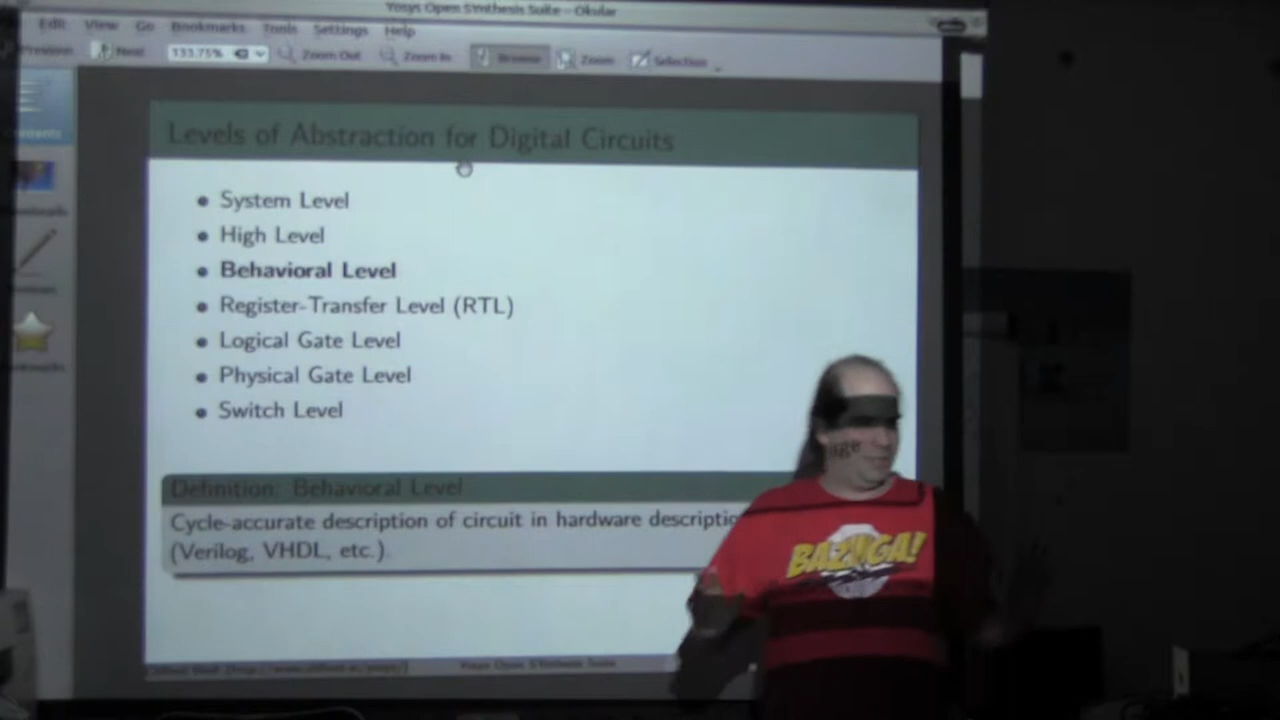 Yosys Open SYnthesis Suite - Okular
Edit View Go Bookmarks Tools Settings Help
Previous Next 133.75% Zoom Out Zoom In Browse Zoom Selection
Levels of Abstraction for Digital Circuits
System Level
High Level
Behavioral Level
Register-Transfer Level (RTL)
Logical Gate Level
Physical Gate Level
Switch Level
Definition: Behavioral Level
Cycle-accurate description of circuit in hardware descriptio
age
(Verilog, VHDL, etc.).
BAZINGA!
Yosys Open SYnthesis Suite